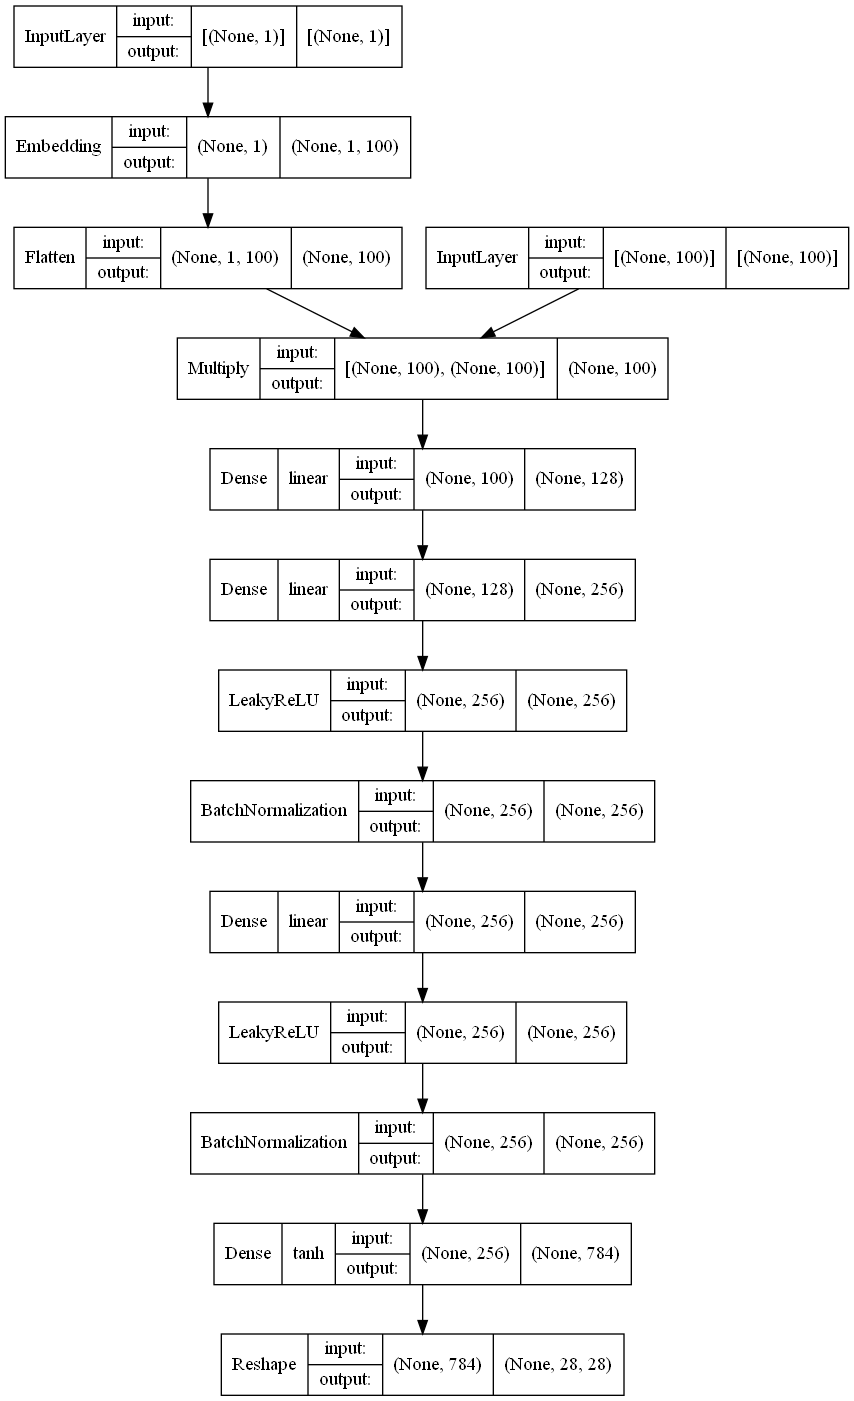 InputLayer input: output: [(None, 1)] [(None, 1)]
Embedding input: output: (None, 1) (None, 1, 100)
Flatten input: output: (None, 1, 100) (None, 100)
InputLayer input: output: [(None, 100)] [(None, 100)]
Multiply input: output: [(None, 100), (None, 100)] (None, 100)
Dense linear input: output: (None, 100) (None, 128)
Dense linear input: output: (None, 128) (None, 256)
LeakyReLU input: output: (None, 256) (None, 256)
BatchNormalization input: output: (None, 256) (None, 256)
Dense linear input: output: (None, 256) (None, 256)
LeakyReLU input: output: (None, 256) (None, 256)
BatchNormalization input: output: (None, 256) (None, 256)
Dense tanh input: output: (None, 256) (None, 784)
Reshape input: output: (None, 784) (None, 28, 28)